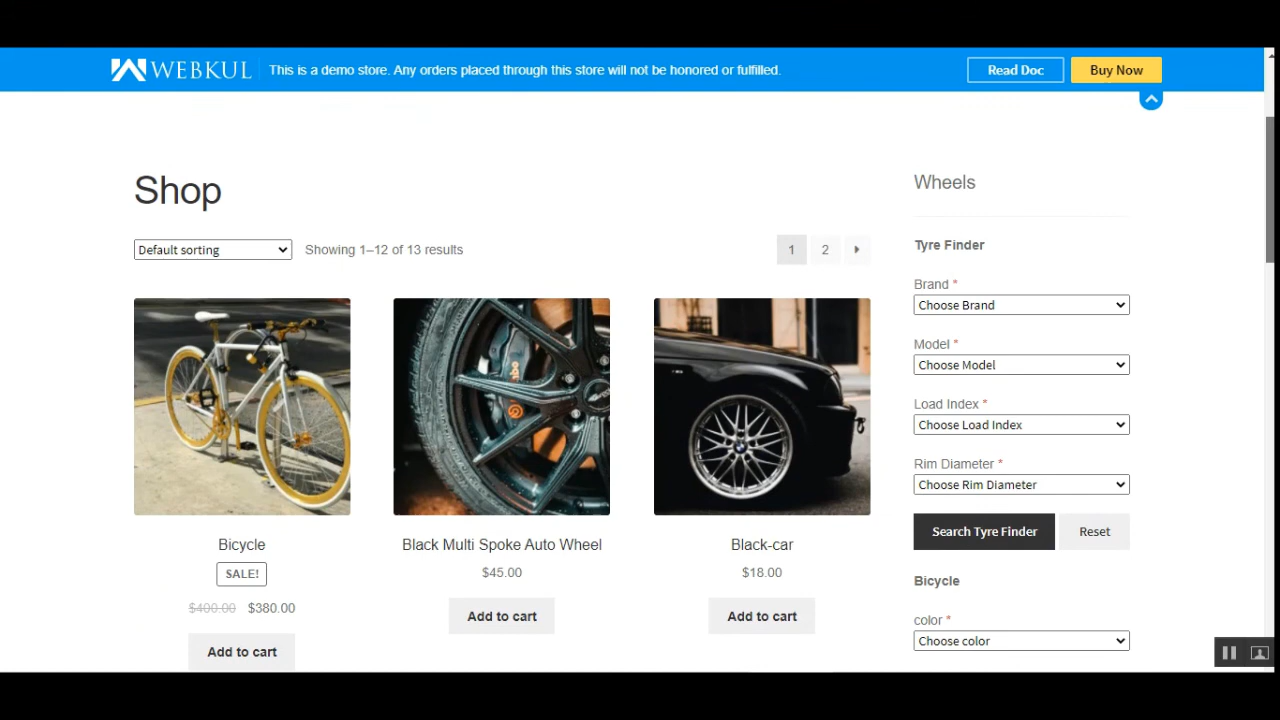 WEBKUL
This is a demo store. Any orders placed through this store will not be honored or fulfilled.
Read Doc
Buy Now
Shop
Default sorting
Showing 1–12 of 13 results
1
2
Bicycle
SALE!
$400.00 $380.00
Add to cart
Black Multi Spoke Auto Wheel
$45.00
Add to cart
Black-car
$18.00
Add to cart
Wheels
Tyre Finder
Brand *
Choose Brand
Model *
Choose Model
Load Index *
Choose Load Index
Rim Diameter *
Choose Rim Diameter
Search Tyre Finder
Reset
Bicycle
color *
Choose color